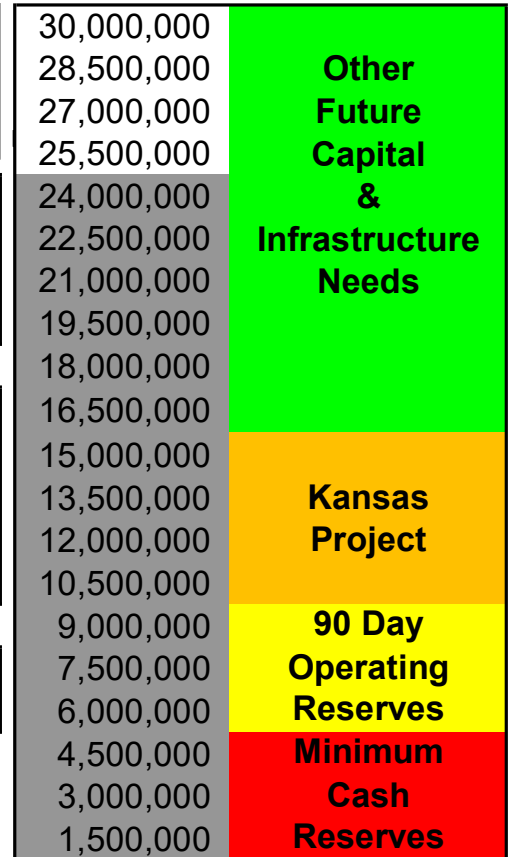 30,000,000
28,500,000 Other
27,000,000 Future
25,500,000 Capital
24,000,000 &
22,500,000 Infrastructure
21,000,000 Needs
19,500,000
18,000,000
16,500,000
15,000,000
13,500,000 Kansas
12,000,000 Project
10,500,000
9,000,000 90 Day
7,500,000 Operating
6,000,000 Reserves
4,500,000 Minimum
3,000,000 Cash
1,500,000 Reserves